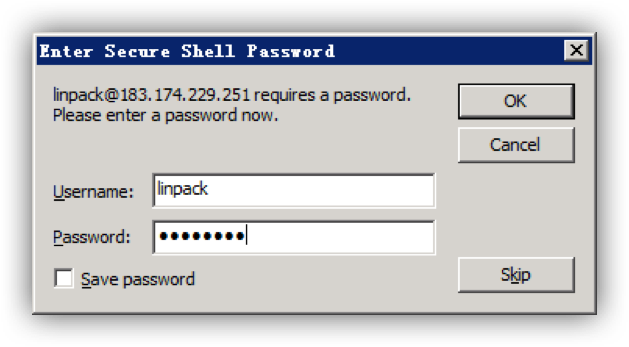 Enter Secure Shell Password
linpack@183.174.229.251 requires a password.
Please enter a password now.
OK
Cancel
Username: linpack
Password: ••••••••
Save password
Skip